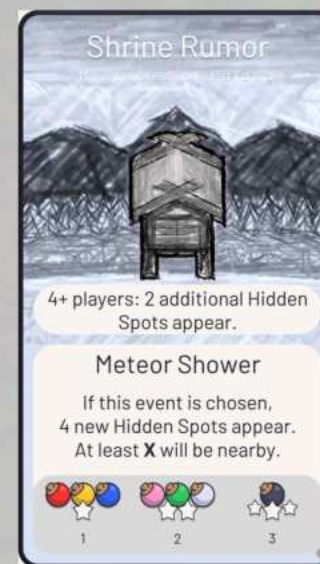 Shrine Rumor
4+ players: 2 additional Hidden
Spots appear.
Meteor Shower
If this event is chosen,
4 new Hidden Spots appear.
At least X will be nearby.
1 2 3